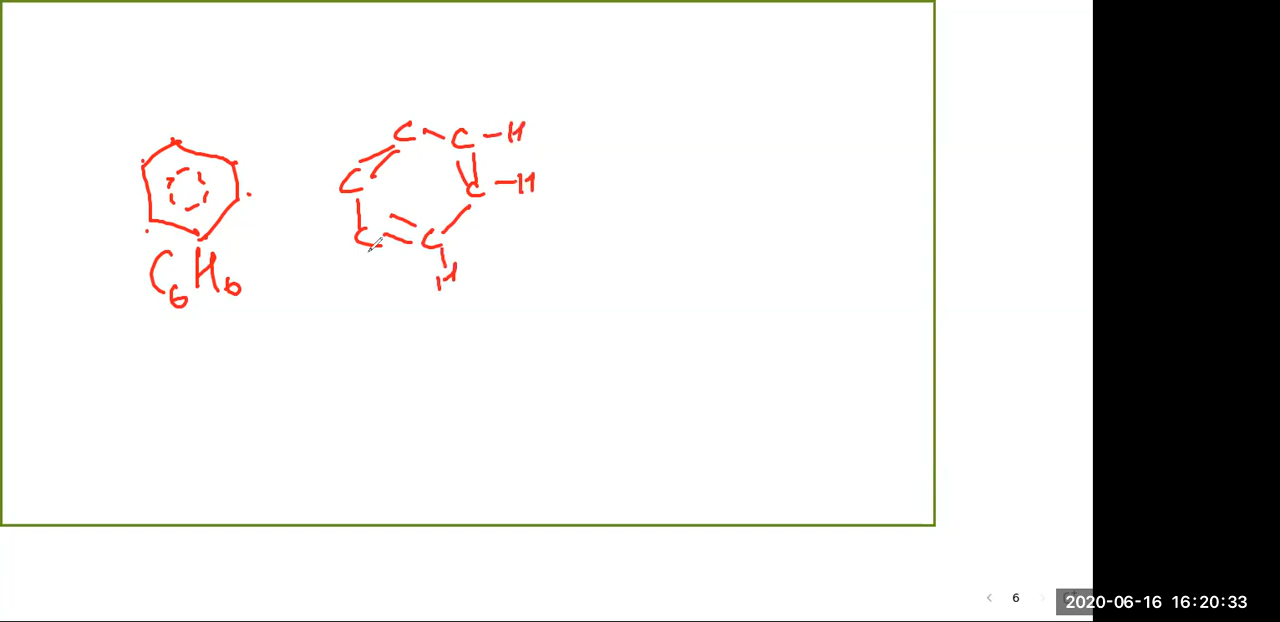 C - C - H
C C - H
C = C
H
C6H6
6
2020-06-16 16:20:33